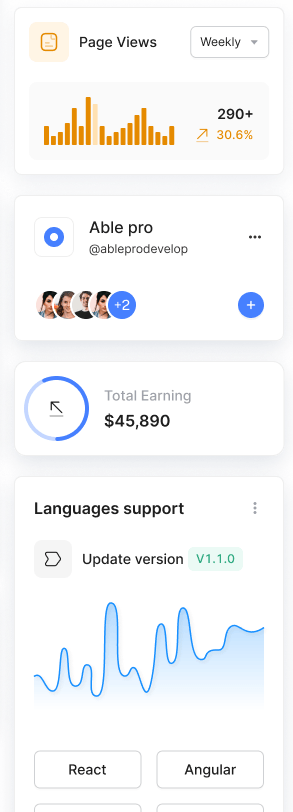 Page Views
Weekly
290+
30.6%
Able pro
@ableprodevelop
+2
Total Earning
$45,890
Languages support
Update version V1.1.0
React
Angular